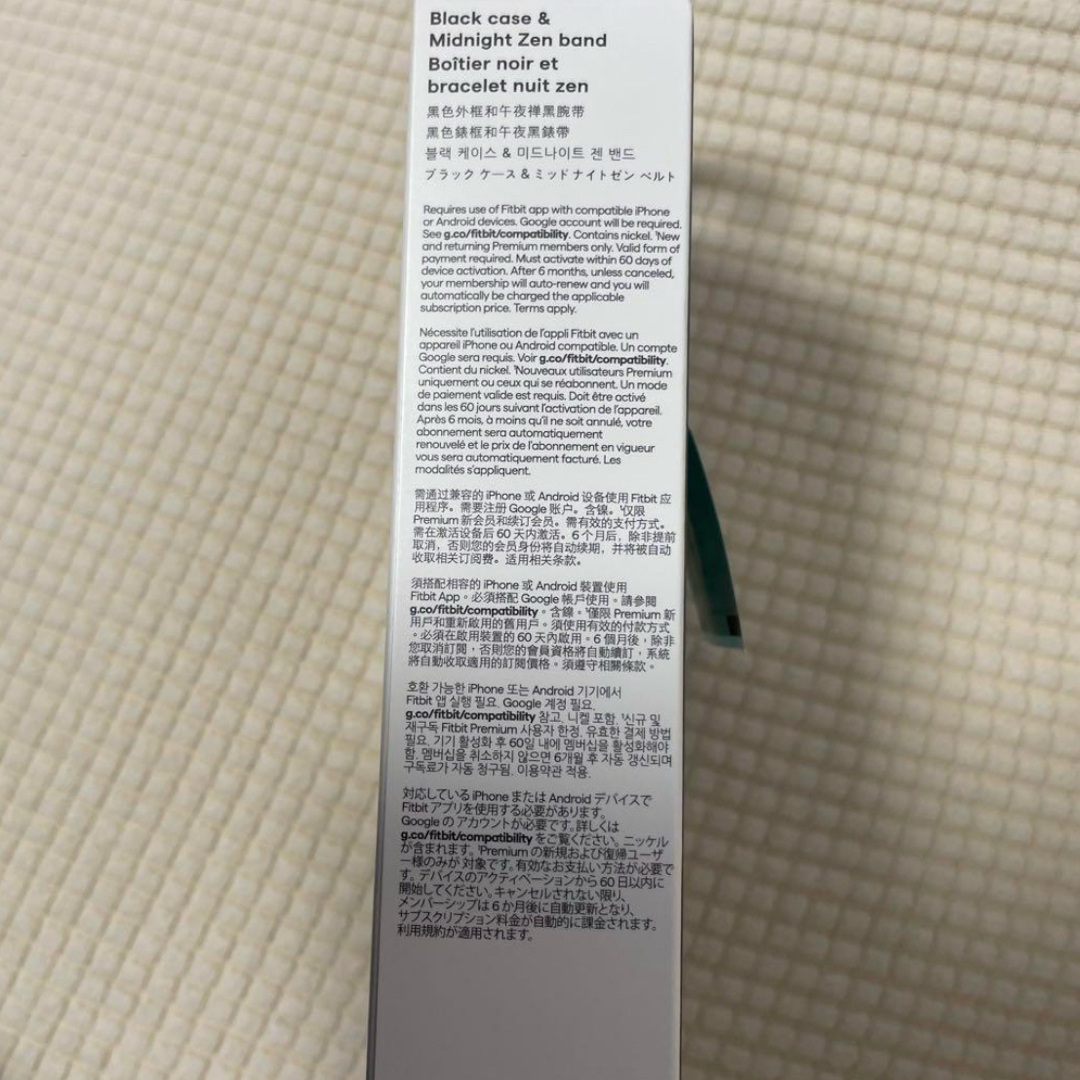 Black case &
Midnight Zen band
Boîtier noir et
bracelet nuit zen
黑色外框和午夜禅黑腕带
黑色錶框和午夜黑錶帶
블랙 케이스 & 미드나이트 젠 밴드
ブラック ケース & ミッドナイトゼン ベルト
Requires use of Fitbit app with compatible iPhone
or Android devices. Google account will be required.
See g.co/fitbit/compatibility. Contains nickel. ¹New
and returning Premium members only. Valid form of
payment required. Must activate within 60 days of
device activation. After 6 months, unless canceled,
your membership will auto-renew and you will
automatically be charged the applicable
subscription price. Terms apply.
Nécessite l'utilisation de l'appli Fitbit avec un
appareil iPhone ou Android compatible. Un compte
Google sera requis. Voir g.co/fitbit/compatibility.
Contient du nickel. ¹Nouveaux utilisateurs Premium
uniquement ou ceux qui se réabonnent. Un mode
de paiement valide est requis. Doit être activé
dans les 60 jours suivant l'activation de l'appareil.
Après 6 mois, à moins qu'il ne soit annulé, votre
abonnement sera automatiquement
renouvelé et le prix de l'abonnement en vigueur
vous sera automatiquement facturé. Les
modalités s'appliquent.
需通过兼容的 iPhone 或 Android 设备使用 Fitbit 应
用程序。需要注册 Google 账户。含镍。¹仅限
Premium 新会员和续订会员。需有效的支付方式。
需在激活设备后 60 天内激活。6 个月后，除非提前
取消，否则您的会员身份将自动续期，并将被自动
收取相关订阅费。适用相关条款。
須搭配相容的 iPhone 或 Android 裝置使用
Fitbit App。必須搭配 Google 帳戶使用。請參閱
g.co/fitbit/compatibility。含鎳。¹僅限 Premium 新
用戶和重新啟用的舊用戶。須使用有效的付款方式
。必須在啟用裝置的 60 天內啟用。6 個月後，除非
您取消訂閱，否則您的會員資格將自動續訂，系統
將自動收取適用的訂閱價格。須遵守相關條款。
호환 가능한 iPhone 또는 Android 기기에서
Fitbit 앱 실행 필요. Google 계정 필요.
g.co/fitbit/compatibility 참고. 니켈 포함. ¹신규 및
재구독 Fitbit Premium 사용자 한정. 유효한 결제 방법
필요. 기기 활성화 후 60일 내에 멤버십을 활성화해야
함. 멤버십을 취소하지 않으면 6개월 후 자동 갱신되며
구독료가 자동 청구됨. 이용약관 적용.
対応している iPhone または Android デバイスで
Fitbit アプリを使用する必要があります。
Google の アカウントが必要です。詳しくは
g.co/fitbit/compatibility をご覧ください。ニッケル
が含まれます。¹Premium の新規および復帰ユーザ
ー様のみが 対象です。有効なお支払い方法が必要で
す。デバイスのアクティベーションから 60 日以内に
開始してください。キャンセルされない限り、
メンバーシップは 6 か月後に自動更新となり、
サブスクリプション料金が自動的に課金されます。
利用規約が適用されます。